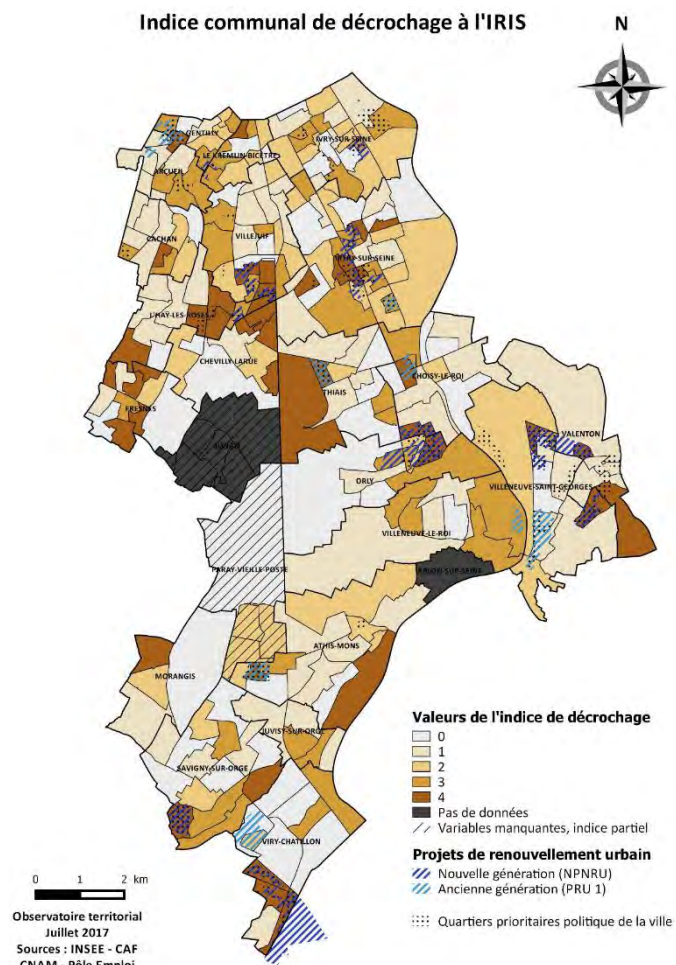 Indice communal de décrochage à l'IRIS
N
GENTILLY
IVRY-SUR-SEINE
LE KREMLIN-BICÊTRE
ARCUEIL
CACHAN
VILLEJUIF
VITRY-SUR-SEINE
L'HAY-LES-ROSES
CHEVILLY-LARUE
THIAIS
CHOISY-LE-ROI
FRESNES
VALENTON
ORLY
VILLENEUVE-SAINT-GEORGES
VILLENEUVE-LE-ROI
PARAY-VIEILLE-POSTE
ABLON-SUR-SEINE
ATHIS-MONS
MORANGIS
JUVISY-SUR-ORGE
SAVIGNY-SUR-ORGE
VIRY-CHATILLON
Valeurs de l'indice de décrochage
0
1
2
3
4
Pas de données
Variables manquantes, indice partiel
Projets de renouvellement urbain
Nouvelle génération (NPNRU)
Ancienne génération (PRU 1)
Quartiers prioritaires politique de la ville
0 1 2 km
Observatoire territorial
Juillet 2017
Sources : INSEE - CAF
CNAM - Pôle Emploi